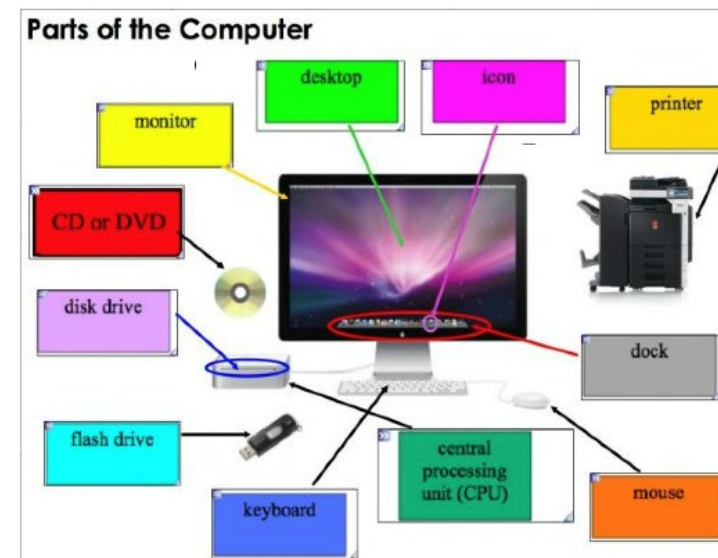 Parts of the Computer
desktop
icon
printer
monitor
CD or DVD
disk drive
dock
flash drive
central
processing
unit (CPU)
mouse
keyboard